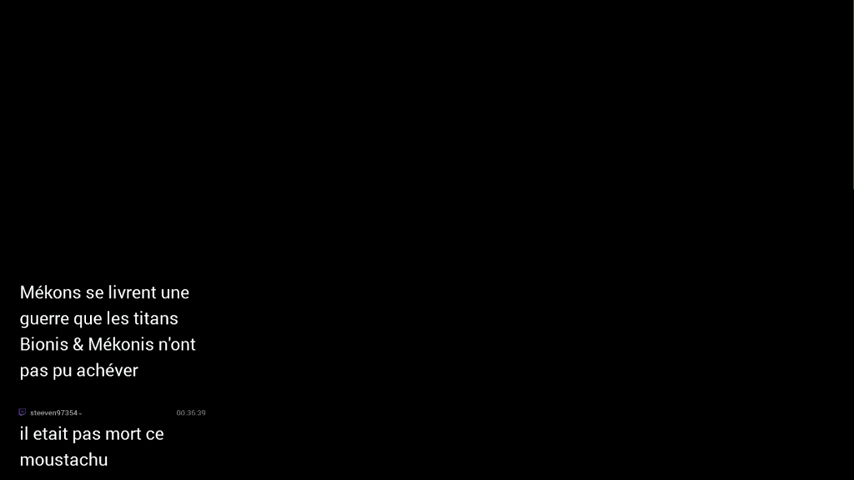 Mékons se livrent une
guerre que les titans
Bionis & Mékonis n'ont
pas pu achéver
steeven97354 - 00:36:39
il etait pas mort ce
moustachu